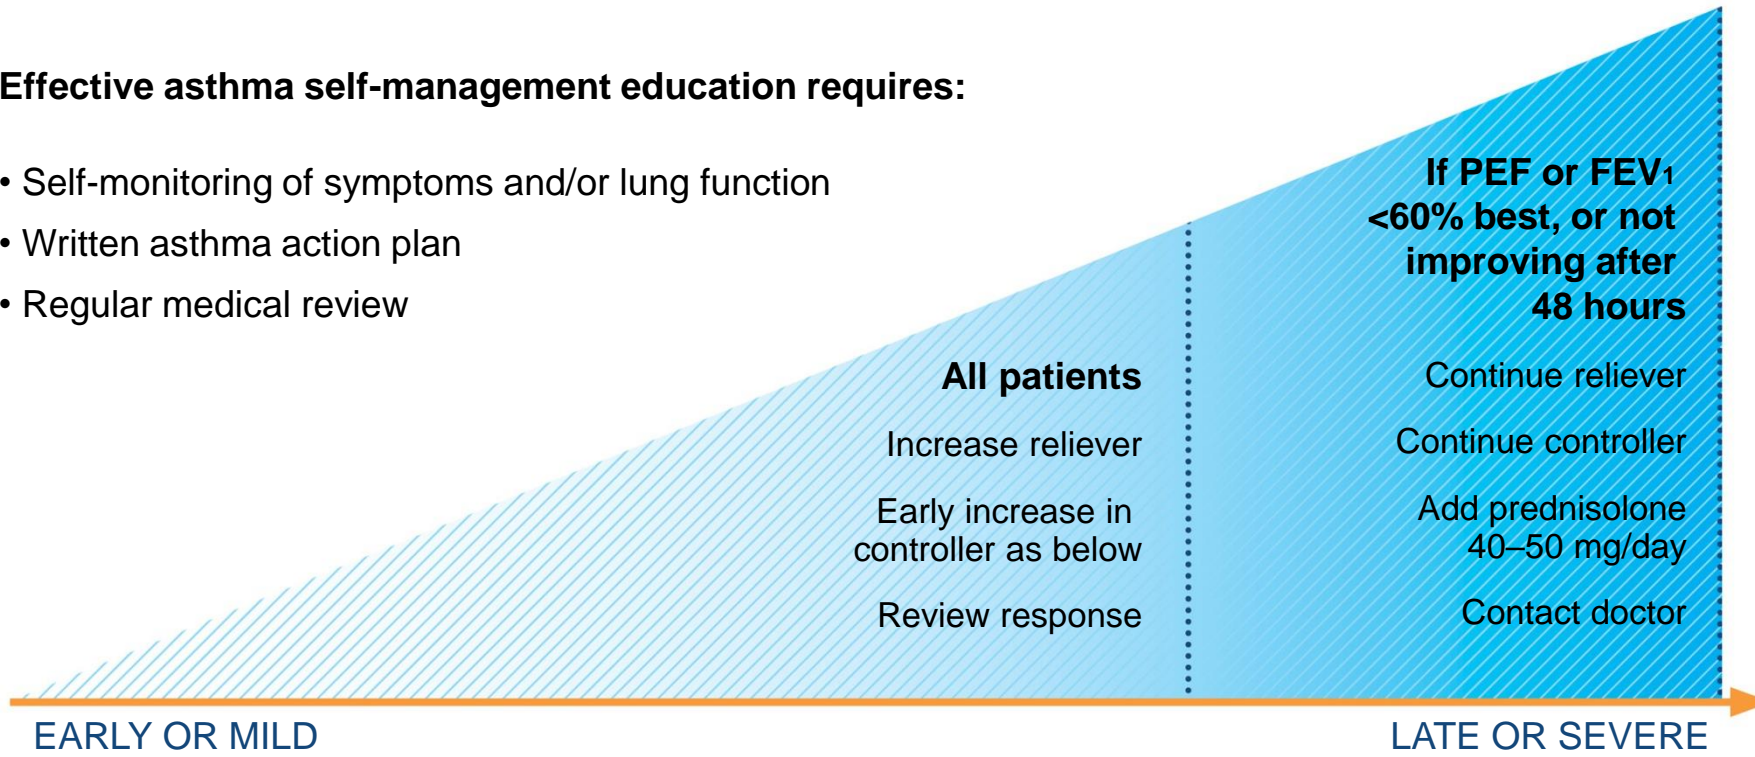 Effective asthma self-management education requires:
• Self-monitoring of symptoms and/or lung function
• Written asthma action plan
• Regular medical review
All patients
Increase reliever
Early increase in
controller as below
Review response
If PEF or FEV1
<60% best, or not
improving after
48 hours
Continue reliever
Continue controller
Add prednisolone
40–50 mg/day
Contact doctor
EARLY OR MILD
LATE OR SEVERE